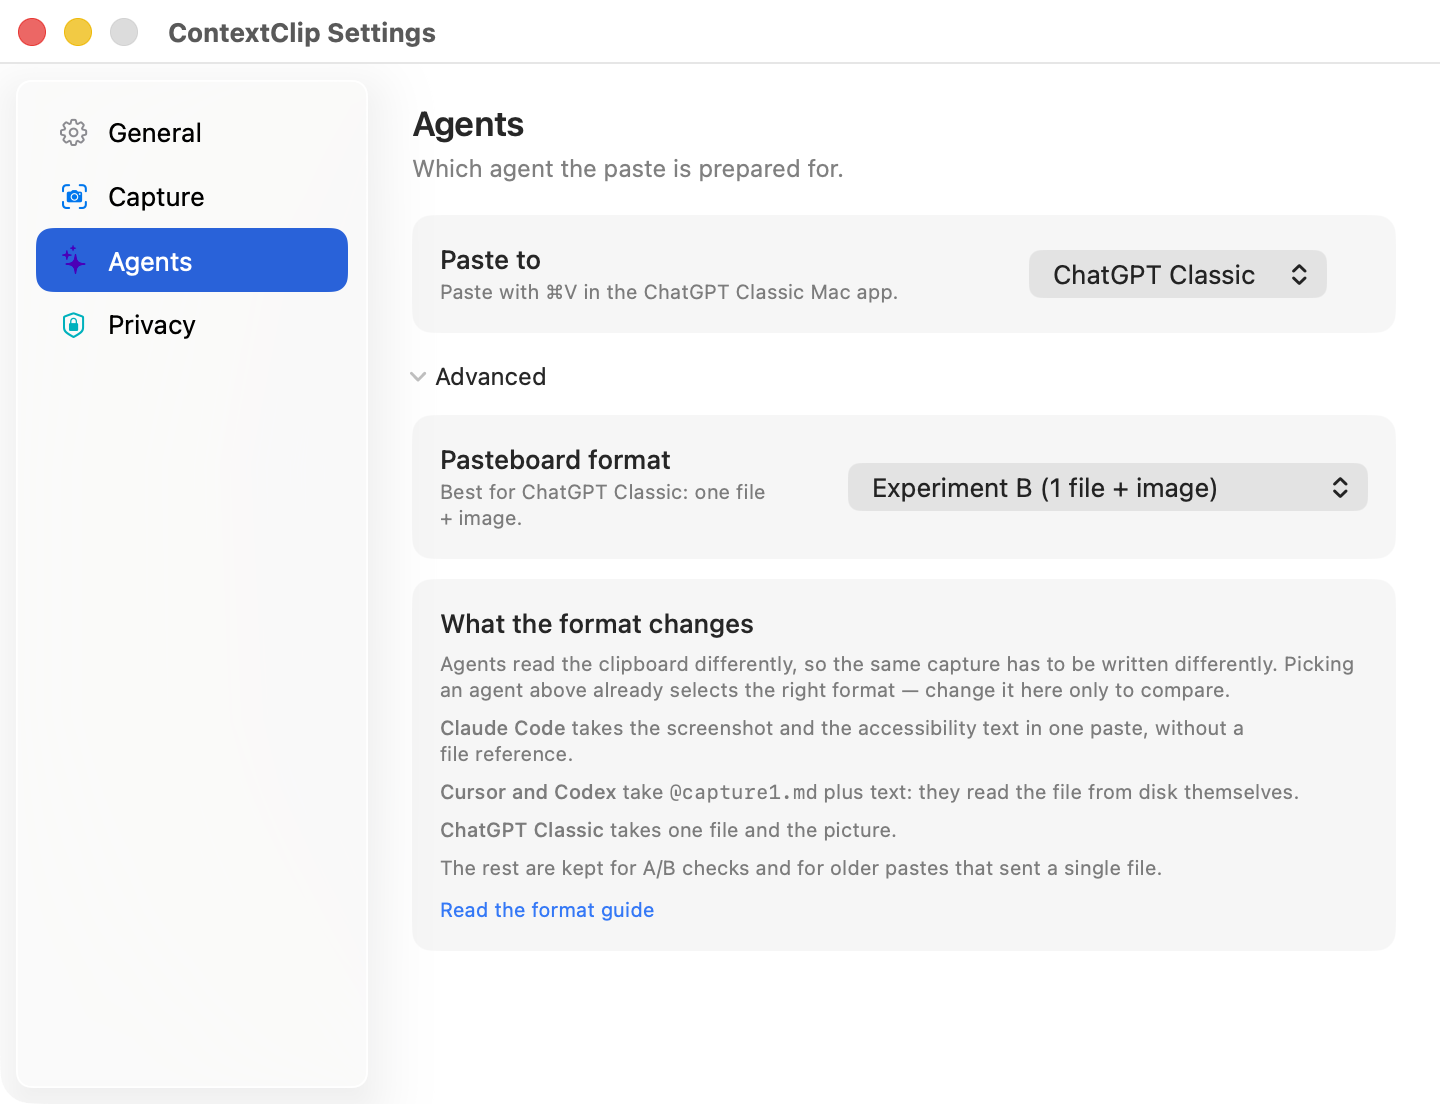 ContextClip Settings
General
Capture
Agents
Privacy
Agents
Which agent the paste is prepared for.
Paste to
Paste with ⌘V in the ChatGPT Classic Mac app.
ChatGPT Classic
Advanced
Pasteboard format
Best for ChatGPT Classic: one file
+ image.
Experiment B (1 file + image)
What the format changes
Agents read the clipboard differently, so the same capture has to be written differently. Picking
an agent above already selects the right format — change it here only to compare.
Claude Code takes the screenshot and the accessibility text in one paste, without a
file reference.
Cursor and Codex take @capture1.md plus text: they read the file from disk themselves.
ChatGPT Classic takes one file and the picture.
The rest are kept for A/B checks and for older pastes that sent a single file.
Read the format guide